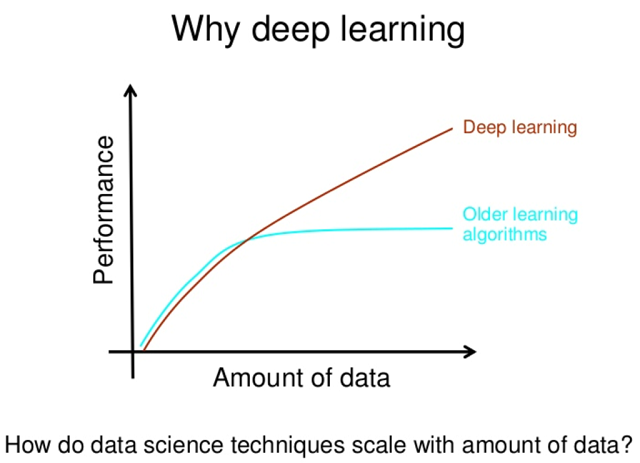 Why deep learning
Performance
Deep learning
Older learning
algorithms
Amount of data
How do data science techniques scale with amount of data?